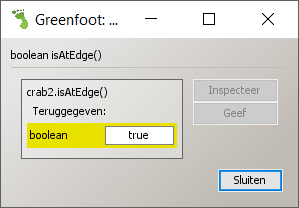 Greenfoot: ...
boolean isAtEdge()
crab2.isAtEdge()
Teruggegeven:
boolean true
Inspecteer
Geef
Sluiten